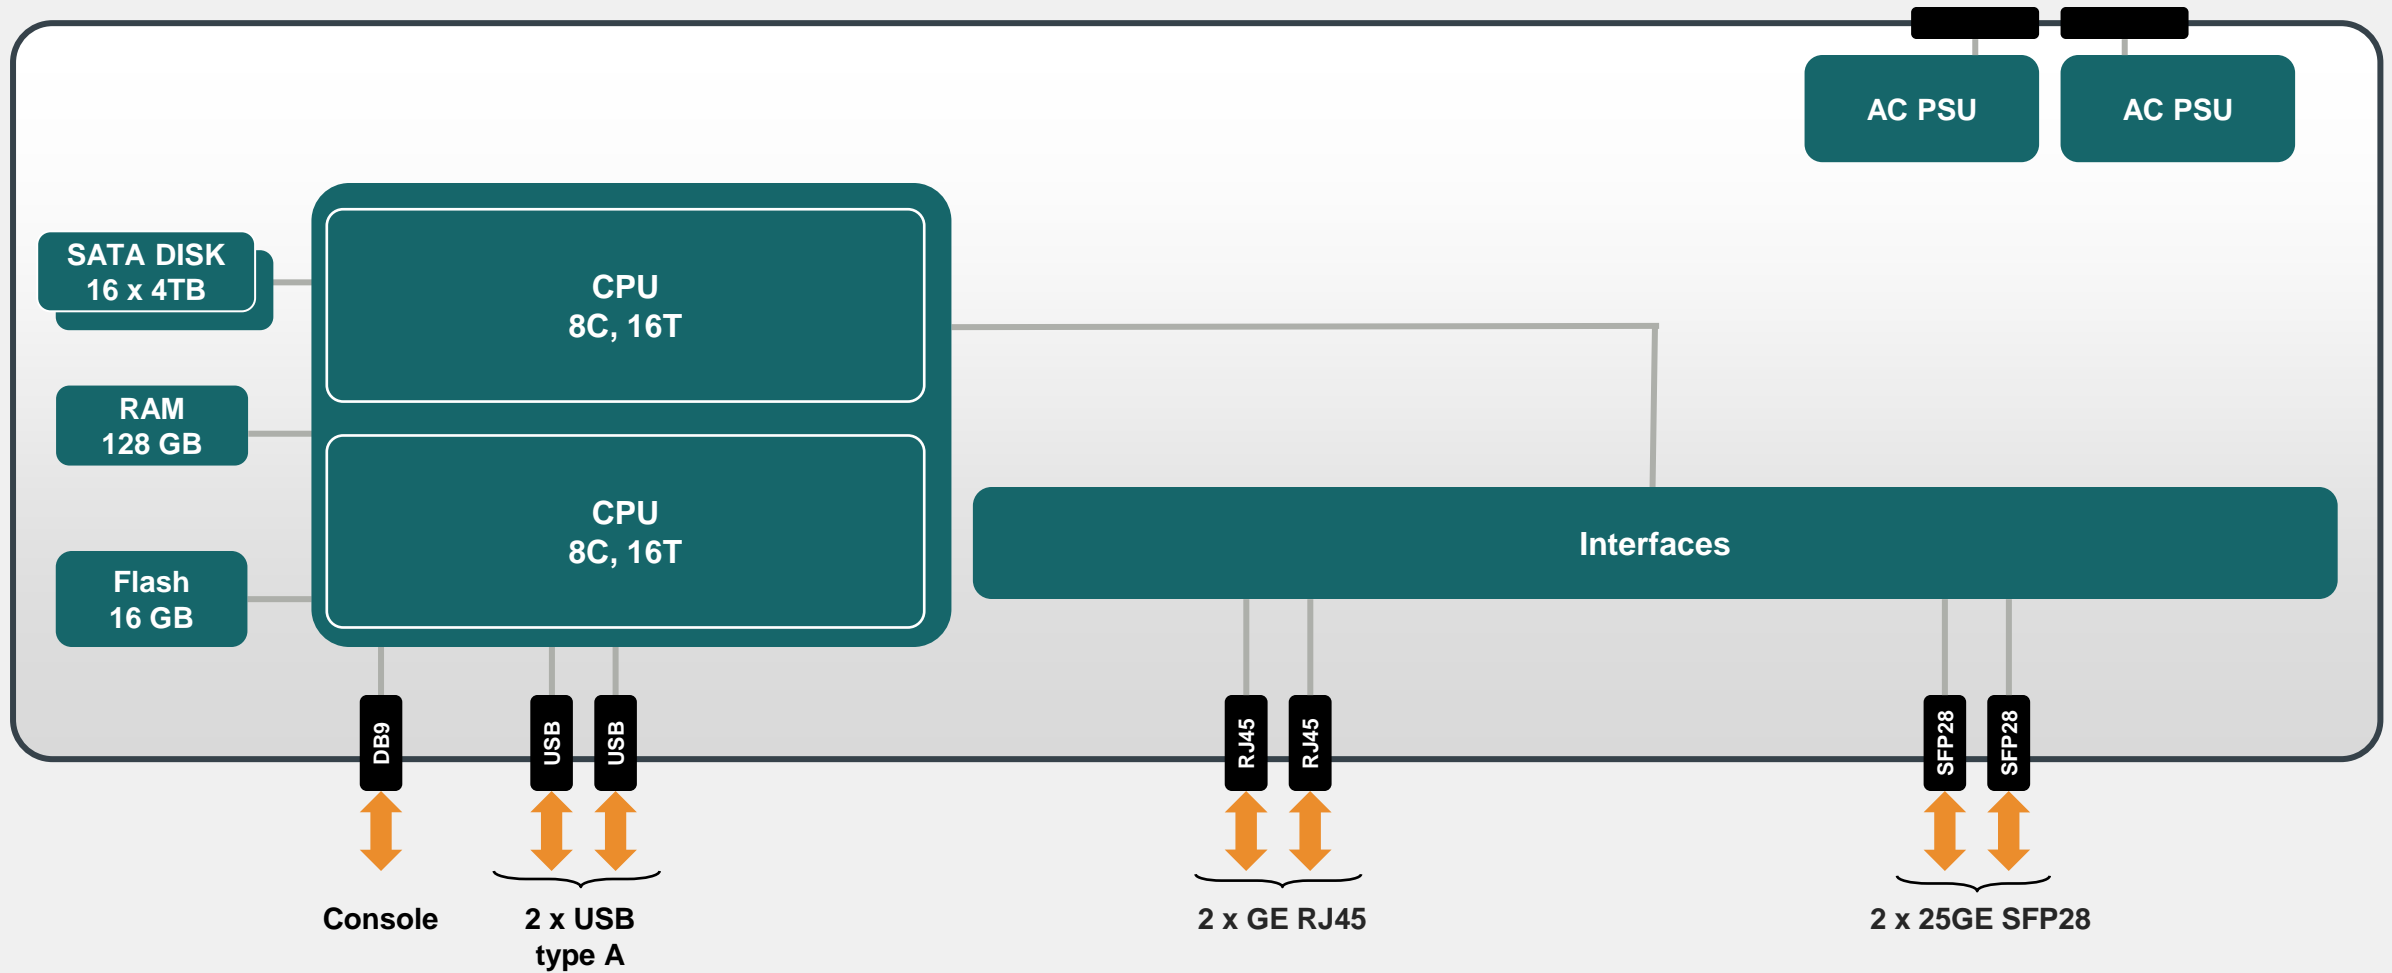 AC PSU
AC PSU
SATA DISK
16 x 4TB
CPU
8C, 16T
RAM
128 GB
CPU
8C, 16T
Interfaces
Flash
16 GB
DB9
USB
USB
RJ45
RJ45
SFP28
SFP28
Console
2 x USB
type A
2 x GE RJ45
2 x 25GE SFP28